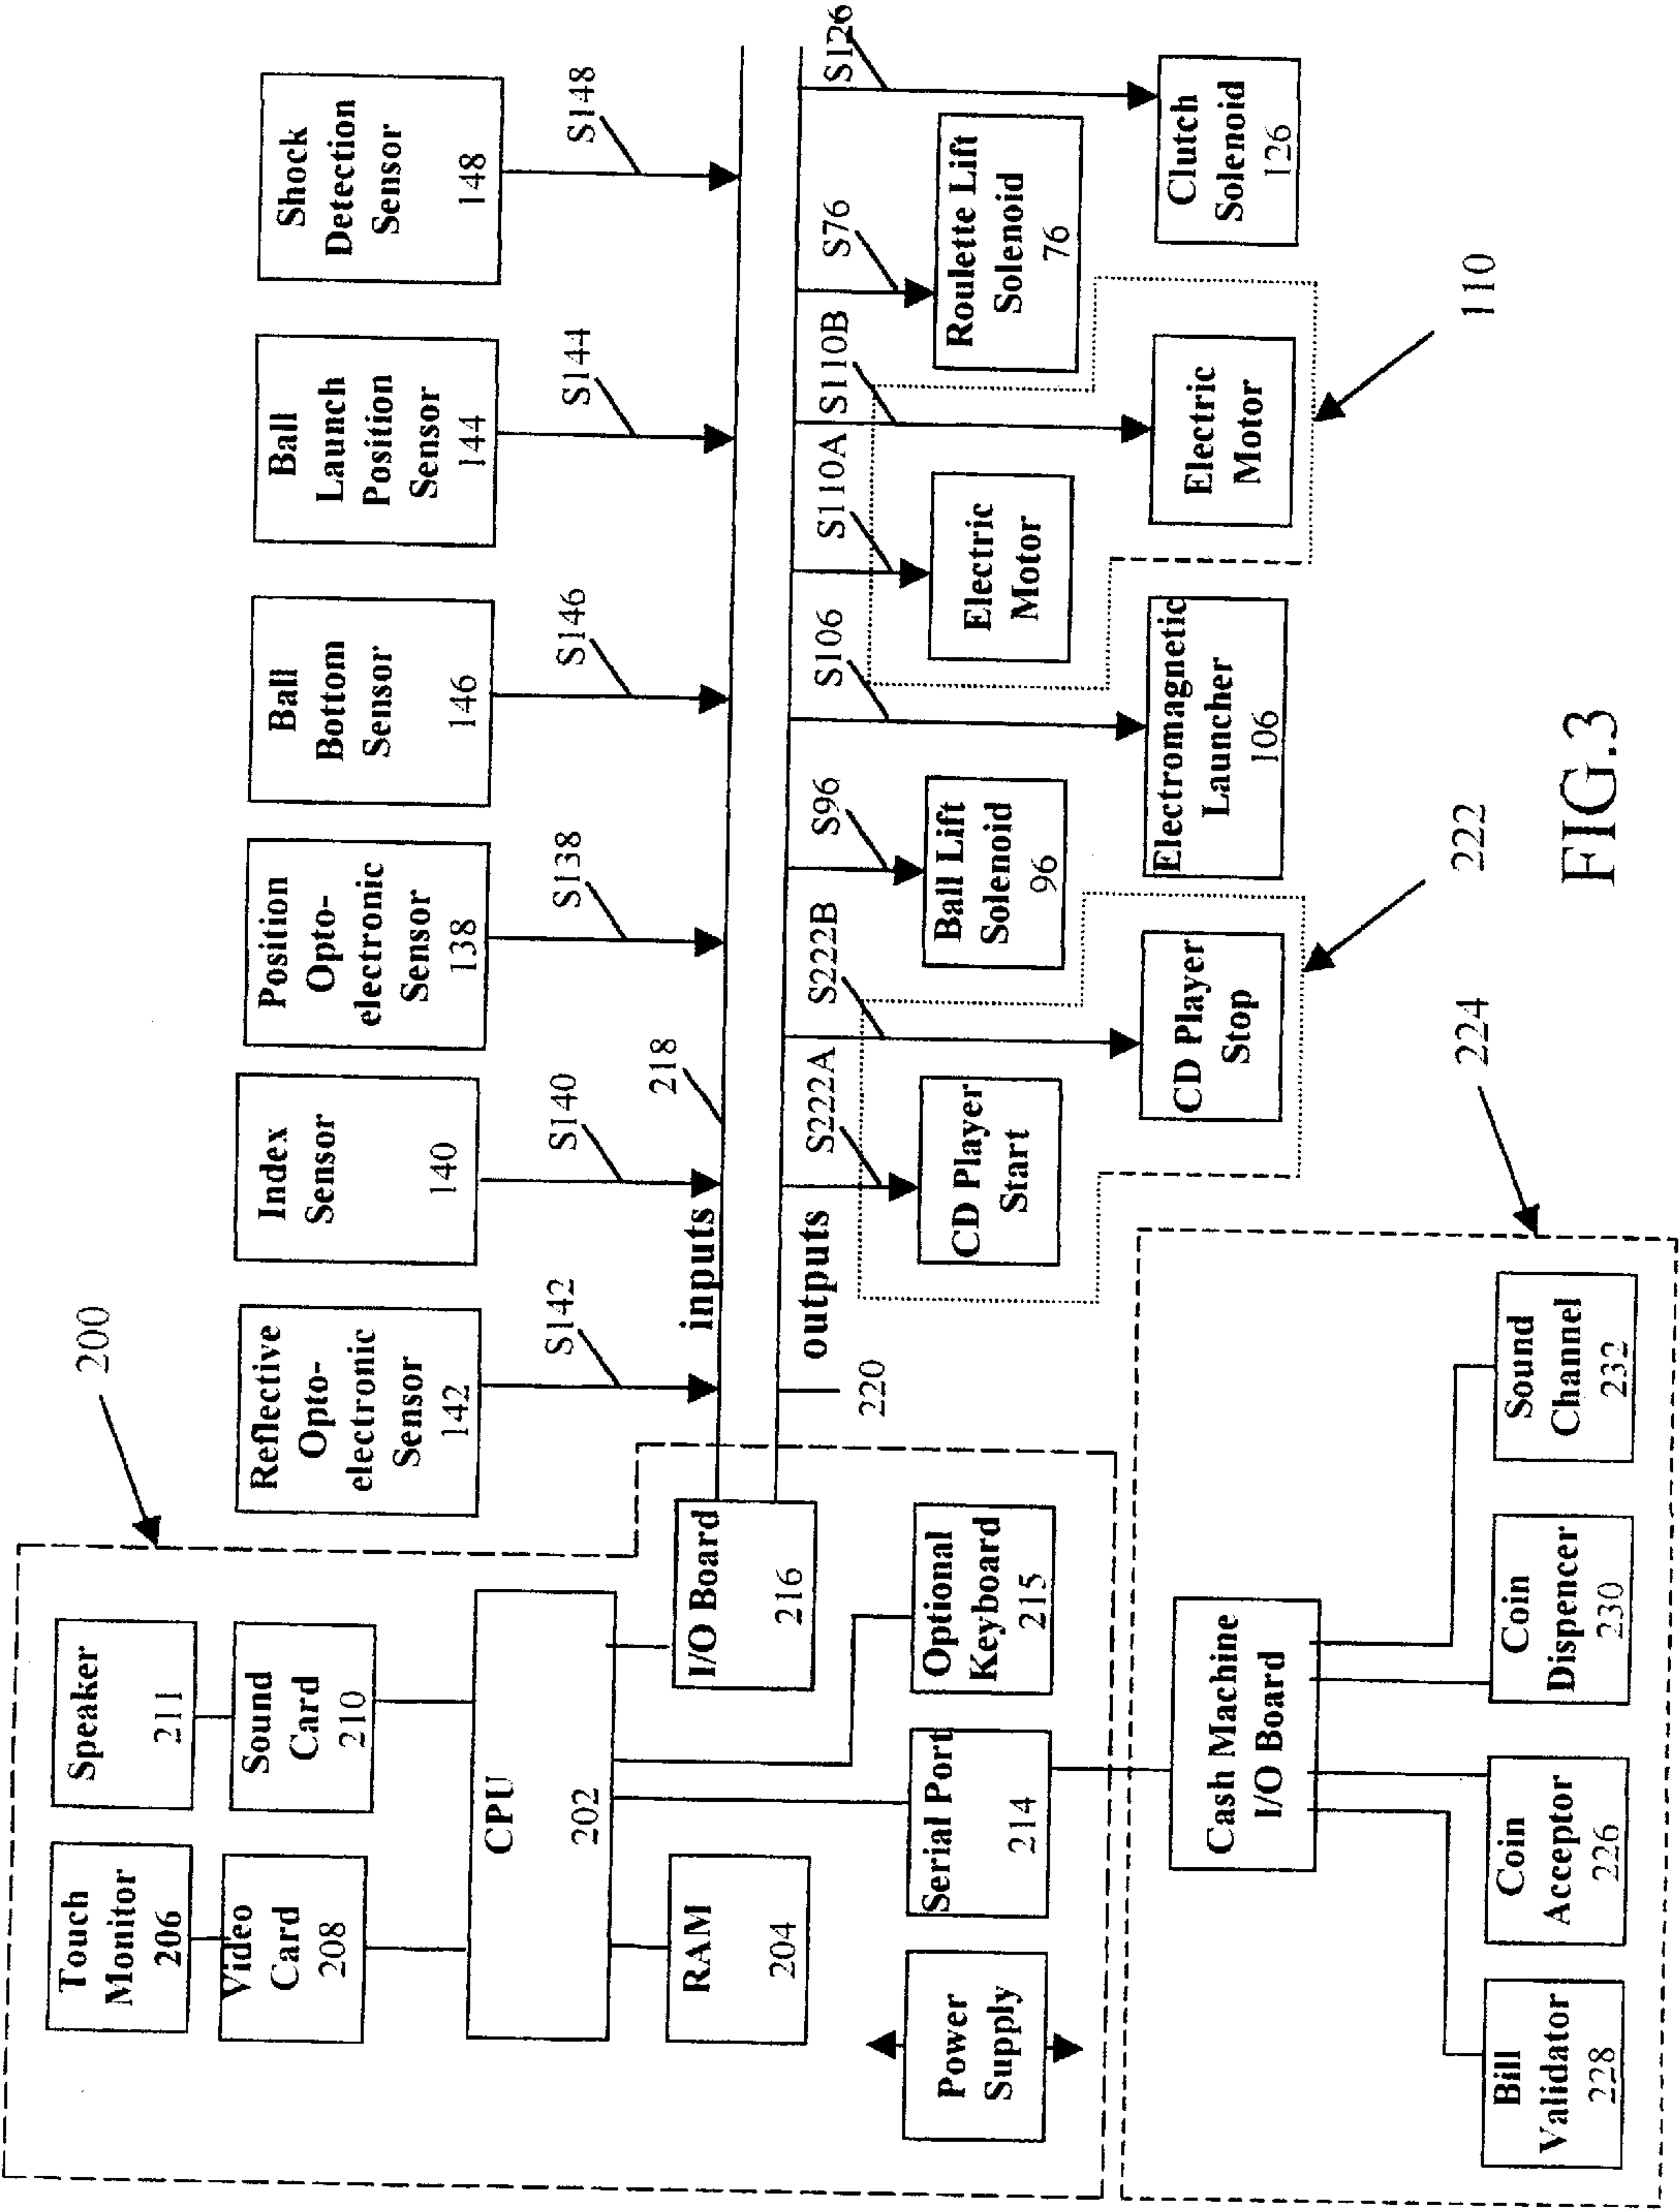 200
Touch
Monitor
206
Speaker
211
Video
Card
208
Sound
Card
210
CPU
202
RAM
204
I/O Board
216
Power
Supply
Serial Port
214
Optional
Keyboard
215
Reflective
Opto-
electronic
Sensor
142
Index
Sensor
140
Position
Opto-
electronic
Sensor
138
Ball
Bottom
Sensor
146
Ball
Launch
Position
Sensor
144
Shock
Detection
Sensor
148
S142
S140
S138
S146
S144
S148
inputs
218
outputs
220
S222A
S222B
S96
S106
S110A
S110B
S76
S126
CD Player
Start
Ball Lift
Solenoid
96
Electric
Motor
Roulette Lift
Solenoid
76
CD Player
Stop
Electromagnetic
Launcher
106
Electric
Motor
Clutch
Solenoid
126
224
222
110
Cash Machine
I/O Board
Bill
Validator
228
Coin
Acceptor
226
Coin
Dispencer
230
Sound
Channel
232
FIG.3